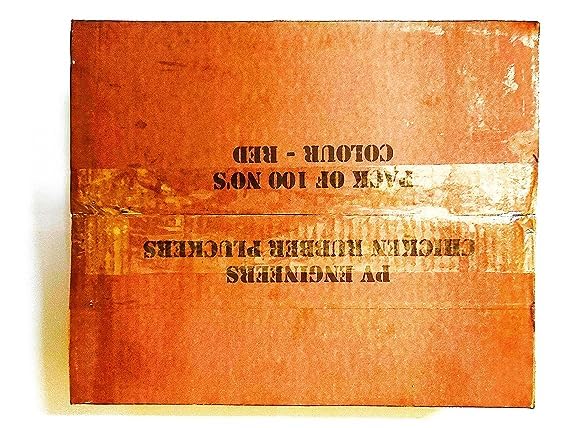 PV ENGINEERS
CHICKEN RUBBER PLUCKERS
PACK OF 100 NO'S
COLOUR - RED